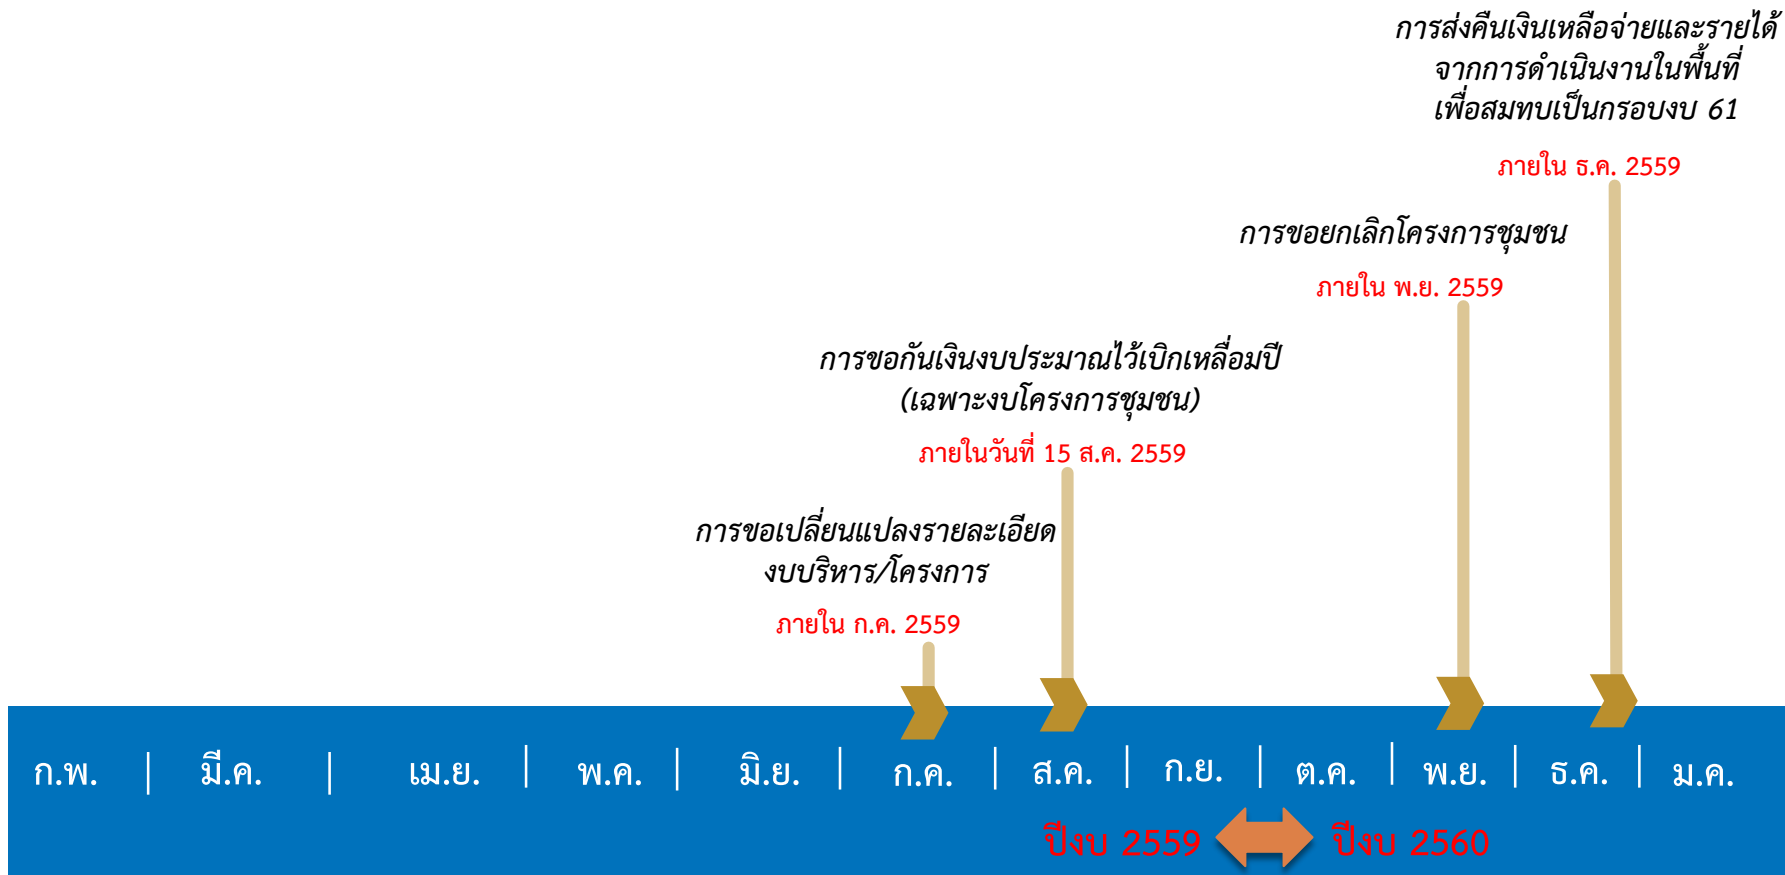 การส่งคืนเงินเหลือจ่ายและรายได้
จากการดำเนินงานในพื้นที่
เพื่อสมทบเป็นกรอบงบ 61
ภายใน ธ.ค. 2559
การขอยกเลิกโครงการชุมชน
ภายใน พ.ย. 2559
การขอกันเงินงบประมาณไว้เบิกเหลื่อมปี
(เฉพาะงบโครงการชุมชน)
ภายในวันที่ 15 ส.ค. 2559
การขอเปลี่ยนแปลงรายละเอียด
งบบริหาร/โครงการ
ภายใน ก.ค. 2559
ก.พ. | มี.ค. | เม.ย. | พ.ค. | มิ.ย. | ก.ค. | ส.ค. | ก.ย. | ต.ค. | พ.ย. | ธ.ค. | ม.ค.
ปีงบ 2559 ปีงบ 2560